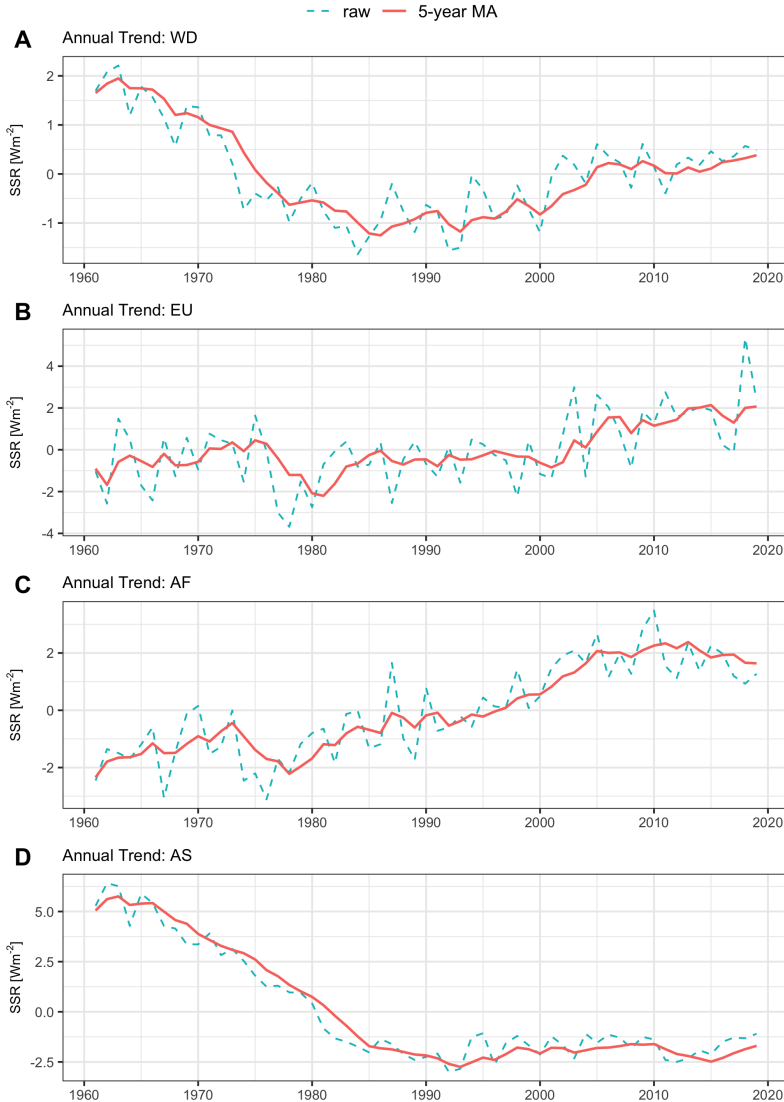 raw 5-year MA
A Annual Trend: WD
SSR [Wm⁻²]
2
1
0
-1
1960 1970 1980 1990 2000 2010 2020
B Annual Trend: EU
SSR [Wm⁻²]
4
2
0
-2
-4
1960 1970 1980 1990 2000 2010 2020
C Annual Trend: AF
SSR [Wm⁻²]
2
0
-2
1960 1970 1980 1990 2000 2010 2020
D Annual Trend: AS
SSR [Wm⁻²]
5.0
2.5
0.0
-2.5
1960 1970 1980 1990 2000 2010 2020